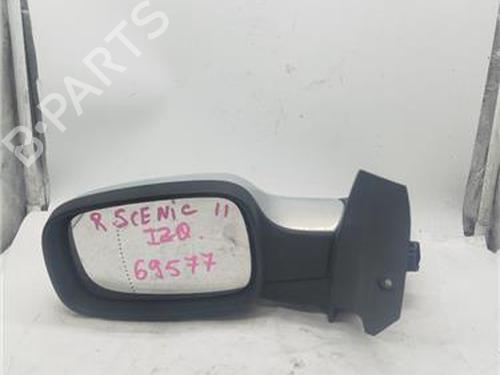 B-PARTS
R SCENIC II
IZQ.
69577